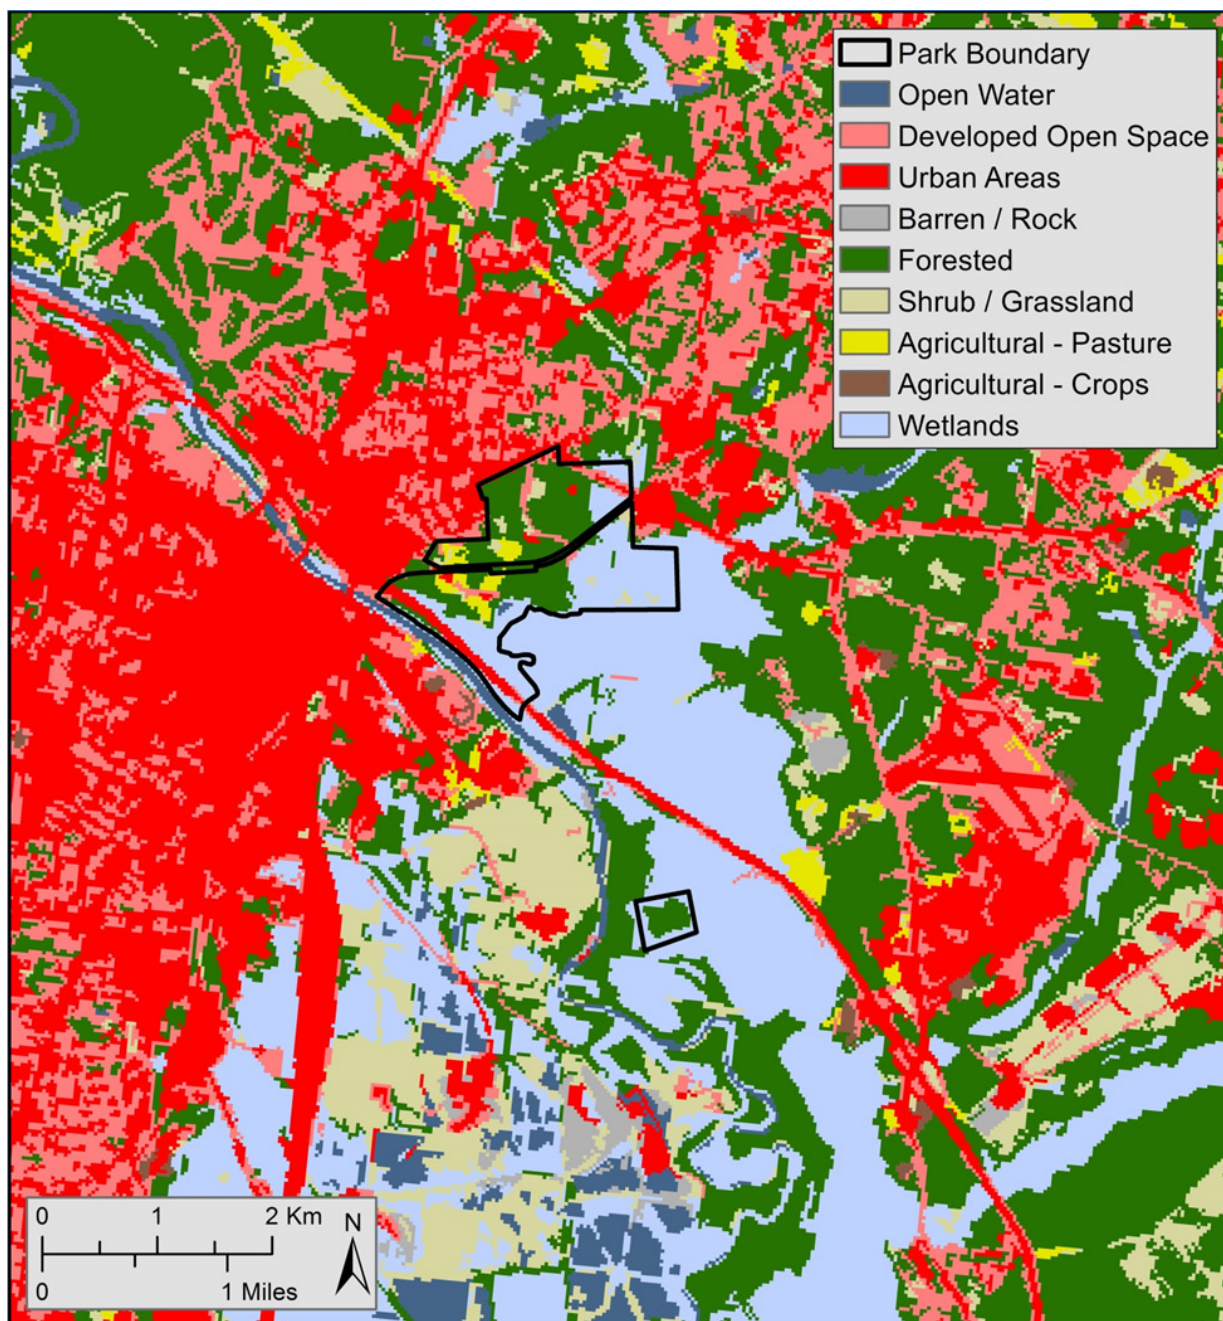 Park Boundary
Open Water
Developed Open Space
Urban Areas
Barren / Rock
Forested
Shrub / Grassland
Agricultural - Pasture
Agricultural - Crops
Wetlands
0 1 2 Km N
0 1 Miles